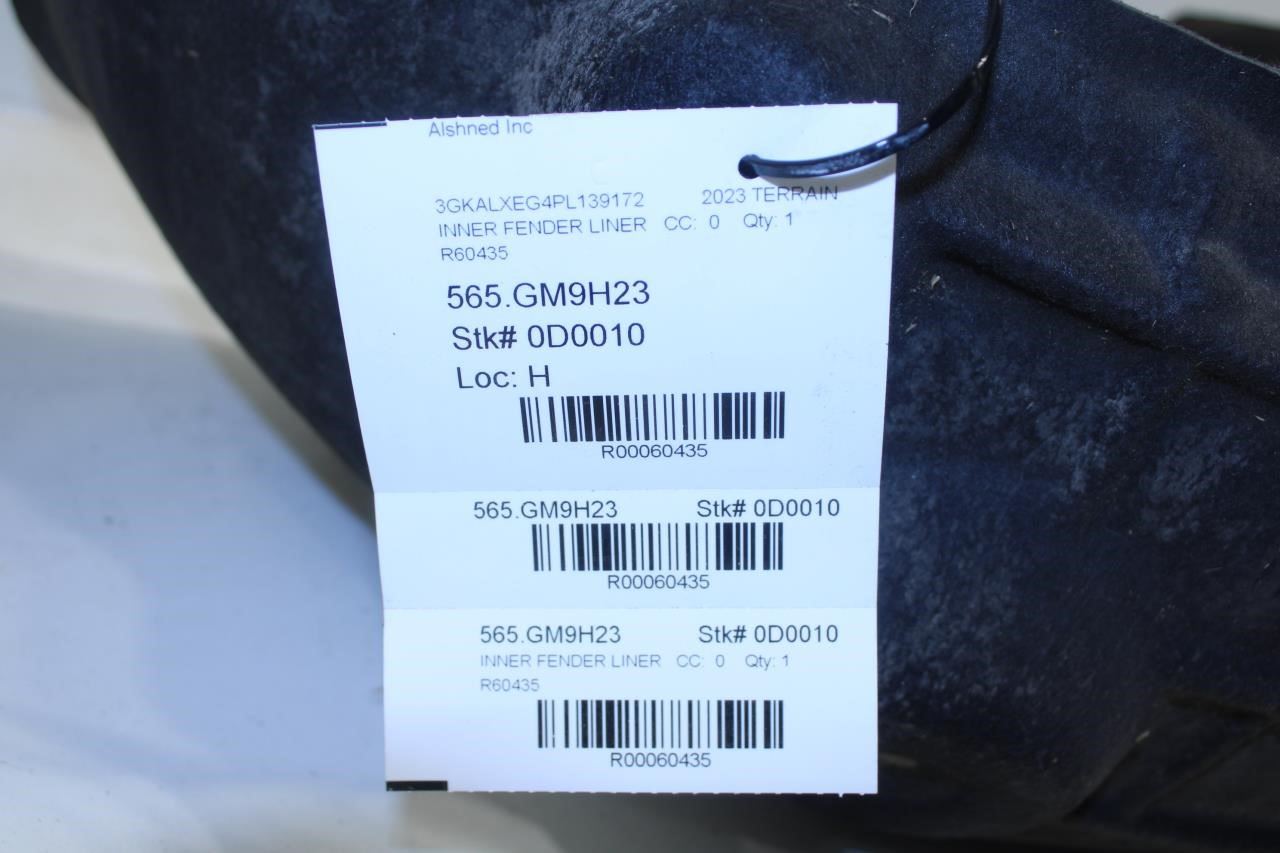 Alshned Inc
3GKALXEG4PL139172 2023 TERRAIN
INNER FENDER LINER CC: 0 Qty: 1
R60435
565.GM9H23
Stk# 0D0010
Loc: H
R00060435
565.GM9H23 Stk# 0D0010
R00060435
565.GM9H23 Stk# 0D0010
INNER FENDER LINER CC: 0 Qty: 1
R60435
R00060435